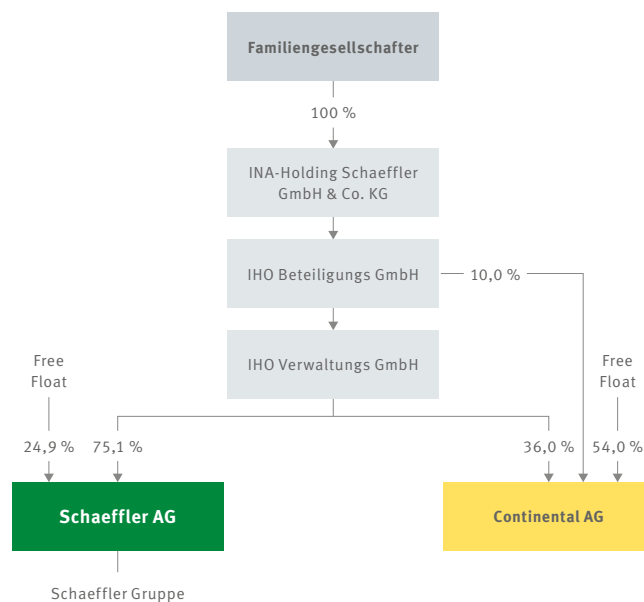 Familiengesellschafter
100 %
INA-Holding Schaeffler
GmbH & Co. KG
IHO Beteiligungs GmbH
10,0 %
IHO Verwaltungs GmbH
Free
Float
Free
Float
24,9 %
75,1 %
36,0 %
54,0 %
Schaeffler AG
Continental AG
Schaeffler Gruppe